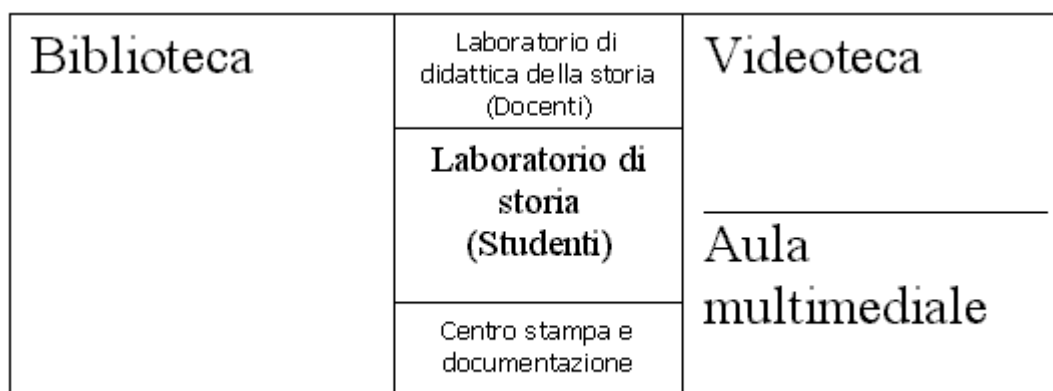 Biblioteca
Laboratorio di
didattica della storia
(Docenti)
Laboratorio di
storia
(Studenti)
Centro stampa e
documentazione
Videoteca
Aula
multimediale